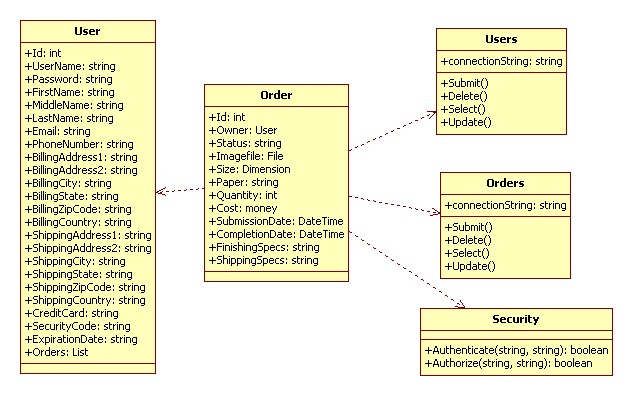 User
+Id: int
+UserName: string
+Password: string
+FirstName: string
+MiddleName: string
+LastName: string
+Email: string
+PhoneNumber: string
+BillingAddress1: string
+BillingAddress2: string
+BillingCity: string
+BillingState: string
+BillingZipCode: string
+BillingCountry: string
+ShippingAddress1: string
+ShippingAddress2: string
+ShippingCity: string
+ShippingState: string
+ShippingZipCode: string
+ShippingCountry: string
+CreditCard: string
+SecurityCode: string
+ExpirationDate: string
+Orders: List
Order
+Id: int
+Owner: User
+Status: string
+Imagefile: File
+Size: Dimension
+Paper: string
+Quantity: int
+Cost: money
+SubmissionDate: DateTime
+CompletionDate: DateTime
+FinishingSpecs: string
+ShippingSpecs: string
Users
+connectionString: string
+Submit()
+Delete()
+Select()
+Update()
Orders
+connectionString: string
+Submit()
+Delete()
+Select()
+Update()
Security
+Authenticate(string, string): boolean
+Authorize(string, string): boolean